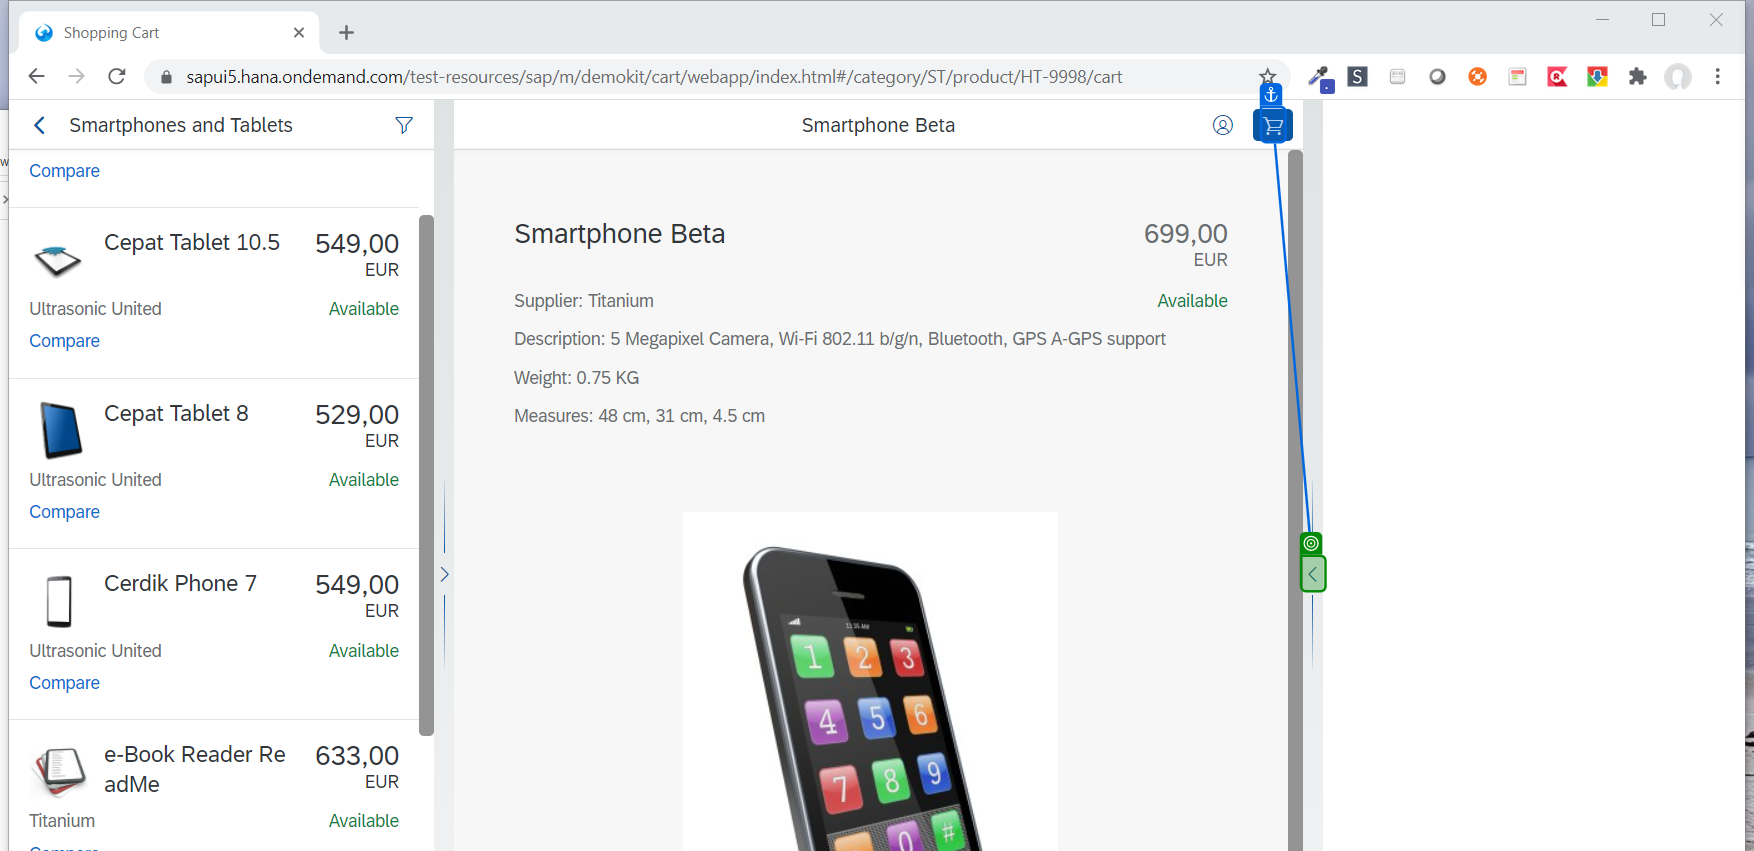 Shopping Cart
sapui5.hana.ondemand.com/test-resources/sap/m/demokit/cart/webapp/index.html#/category/ST/product/HT-9998/cart
S
Smartphones and Tablets
Compare
Cepat Tablet 10.5
549,00
EUR
Ultrasonic United
Available
Compare
Cepat Tablet 8
529,00
EUR
Ultrasonic United
Available
Compare
Cerdik Phone 7
549,00
EUR
Ultrasonic United
Available
Compare
e-Book Reader Re
adMe
633,00
EUR
Titanium
Available
Compare
Smartphone Beta
Smartphone Beta
699,00
EUR
Supplier: Titanium
Available
Description: 5 Megapixel Camera, Wi-Fi 802.11 b/g/n, Bluetooth, GPS A-GPS support
Weight: 0.75 KG
Measures: 48 cm, 31 cm, 4.5 cm
1 2 3
4 5 6
7 8 9
0 #